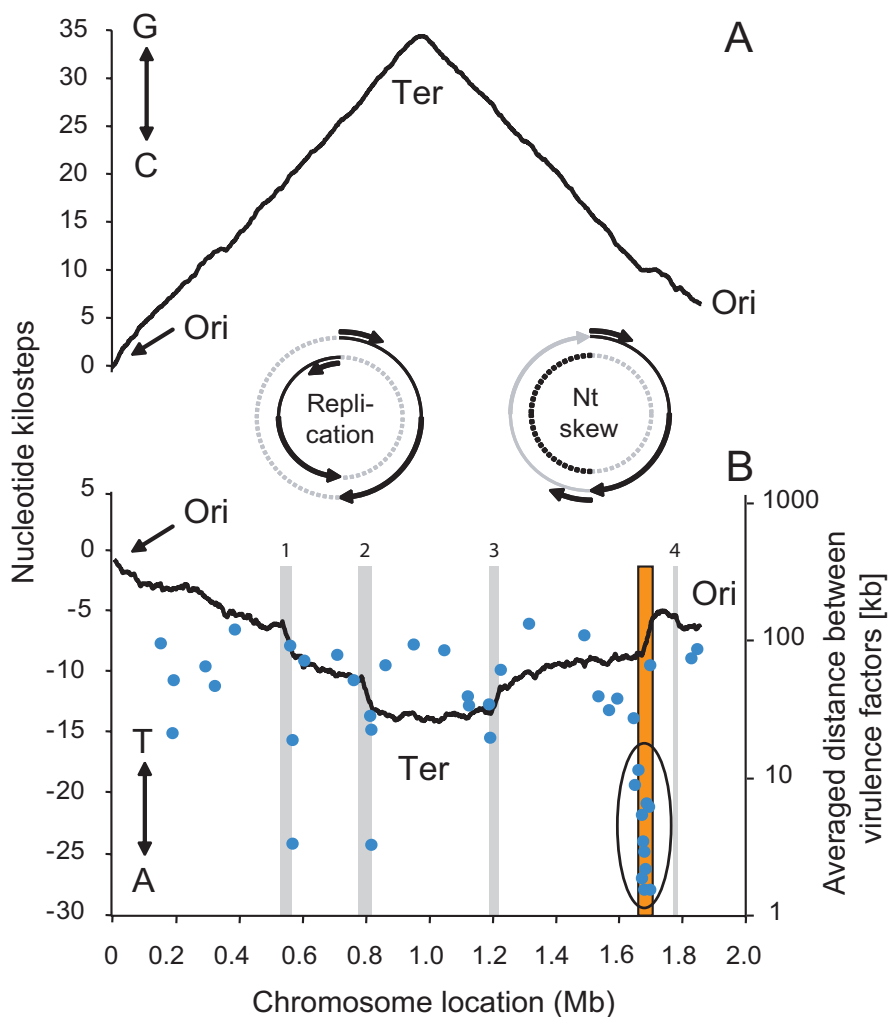 A
G
C
35
30
25
20
15
10
5
0
Ter
Ori
Ori
Repli-
cation
Nt
skew
Nucleotide kilosteps
B
5
0
-5
-10
-15
-20
-25
-30
Ori
1
2
3
4
Ori
Ter
T
A
1000
100
10
1
Averaged distance between
virulence factors [kb]
0
0.2
0.4
0.6
0.8
1.0
1.2
1.4
1.6
1.8
2.0
Chromosome location (Mb)